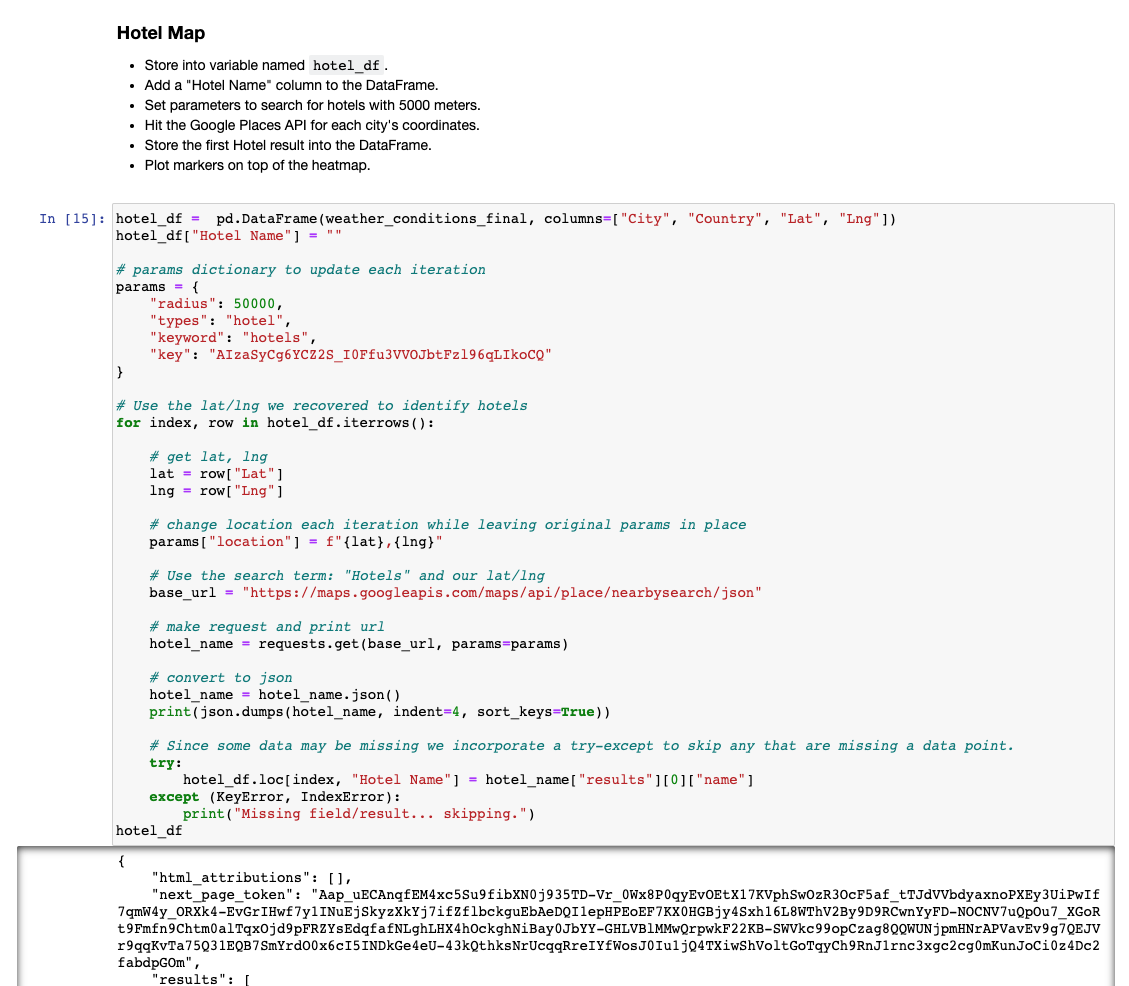 Hotel Map
• Store into variable named hotel_df.
• Add a "Hotel Name" column to the DataFrame.
• Set parameters to search for hotels with 5000 meters.
• Hit the Google Places API for each city's coordinates.
• Store the first Hotel result into the DataFrame.
• Plot markers on top of the heatmap.
In [15]: hotel_df =  pd.DataFrame(weather_conditions_final, columns=["City", "Country", "Lat", "Lng"])
hotel_df["Hotel Name"] = ""
# params dictionary to update each iteration
params = {
    "radius": 50000,
    "types": "hotel",
    "keyword": "hotels",
    "key": "AIzaSyCg6YCZ2S_I0Ffu3VVOJbtFzl96qLIkoCQ"
}
# Use the lat/lng we recovered to identify hotels
for index, row in hotel_df.iterrows():
    # get lat, lng
    lat = row["Lat"]
    lng = row["Lng"]
    # change location each iteration while leaving original params in place
    params["location"] = f"{lat},{lng}"
    # Use the search term: "Hotels" and our lat/lng
    base_url = "https://maps.googleapis.com/maps/api/place/nearbysearch/json"
    # make request and print url
    hotel_name = requests.get(base_url, params=params)
    # convert to json
    hotel_name = hotel_name.json()
    print(json.dumps(hotel_name, indent=4, sort_keys=True))
    # Since some data may be missing we incorporate a try-except to skip any that are missing a data point.
    try:
        hotel_df.loc[index, "Hotel Name"] = hotel_name["results"][0]["name"]
    except (KeyError, IndexError):
        print("Missing field/result... skipping.")
hotel_df
{
    "html_attributions": [],
    "next_page_token":
fabdpGOm",
    "results": [